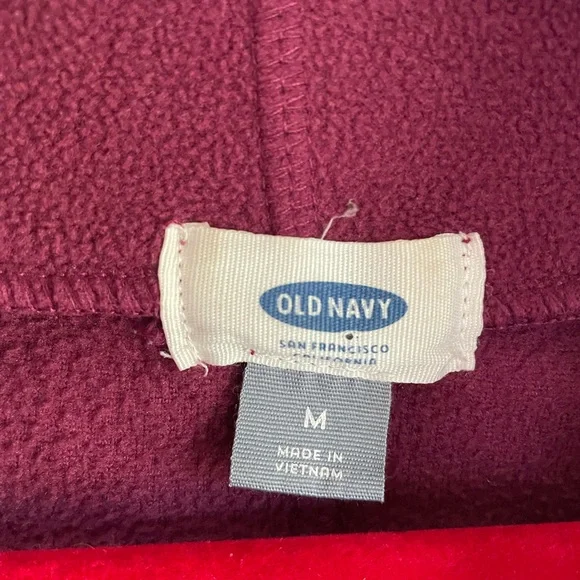 OLD NAVY
SAN FRANCISCO
CALIFORNIA
M
MADE IN
VIETNAM